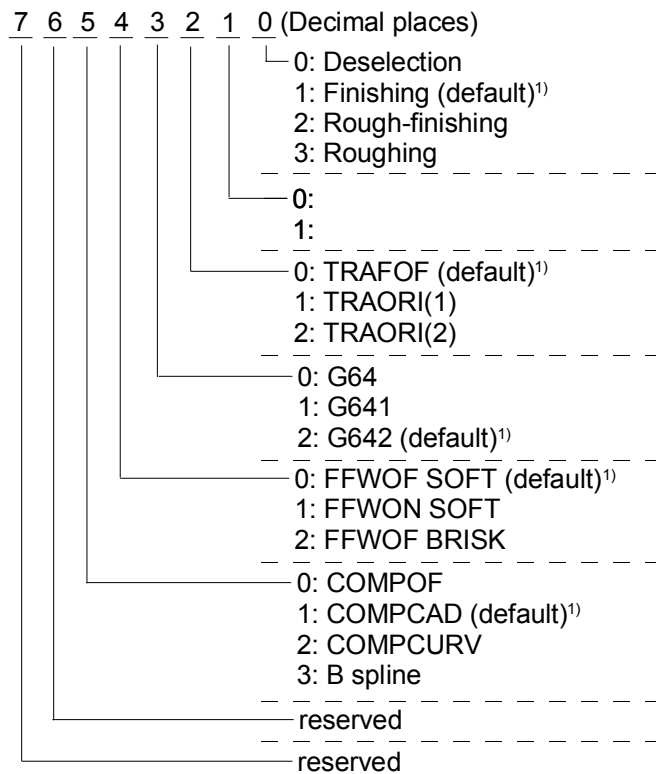 7 6 5 4 3 2 1 0 (Decimal places)
0: Deselection
1: Finishing (default)1)
2: Rough-finishing
3: Roughing
0:
1:
0: TRAFOF (default)1)
1: TRAORI(1)
2: TRAORI(2)
0: G64
1: G641
2: G642 (default)1)
0: FFWOF SOFT (default)1)
1: FFWON SOFT
2: FFWOF BRISK
0: COMPOF
1: COMPCAD (default)1)
2: COMPCURV
3: B spline
reserved
reserved